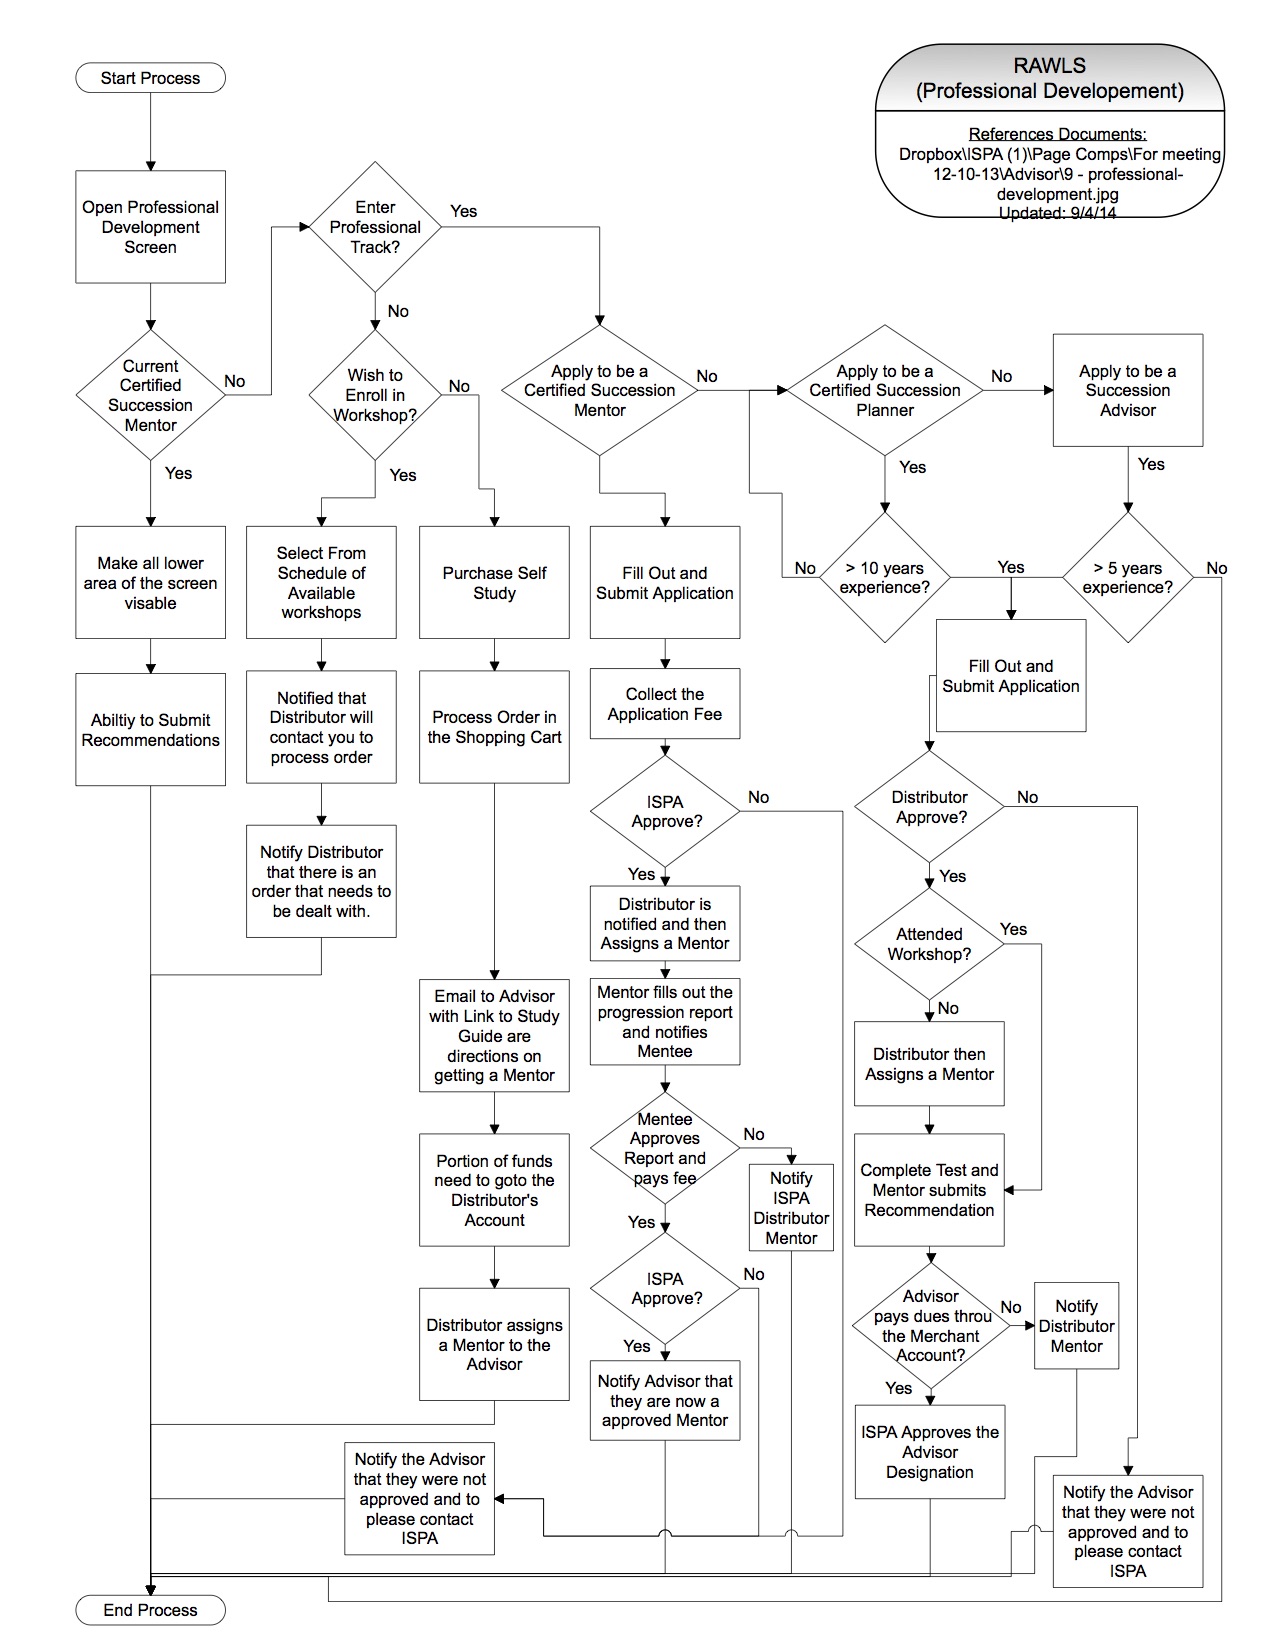 RAWLS
(Professional Developement)
References Documents:
Dropbox\ISPA (1)\Page Comps\For meeting
12-10-13\Advisor\9 - professional-
development.jpg
Updated: 9/4/14
Start Process
Open Professional
Development
Screen
Enter
Professional
Track?
Yes
No
Current
Certified
Succession
Mentor
No
Yes
Wish to
Enroll in
Workshop?
No
Yes
Apply to be a
Certified Succession
Mentor
No
Apply to be a
Certified Succession
Planner
No
Yes
Apply to be a
Succession
Advisor
Yes
Make all lower
area of the screen
visable
Select From
Schedule of
Available
workshops
Purchase Self
Study
Fill Out and
Submit Application
No
> 10 years
experience?
Yes
> 5 years
experience?
No
Abiltiy to Submit
Recommendations
Notified that
Distributor will
contact you to
process order
Process Order in
the Shopping Cart
Collect the
Application Fee
Fill Out and
Submit Application
Notify Distributor
that there is an
order that needs to
be dealt with.
ISPA
Approve?
No
Yes
Distributor
Approve?
No
Yes
Distributor is
notified and then
Assigns a Mentor
Attended
Workshop?
Yes
No
Email to Advisor
with Link to Study
Guide are
directions on
getting a Mentor
Mentor fills out the
progression report
and notifies
Mentee
Distributor then
Assigns a Mentor
Portion of funds
need to goto the
Distributor's
Account
Mentee
Approves
Report and
pays fee
No
Yes
Notify
ISPA
Distributor
Mentor
Complete Test and
Mentor submits
Recommendation
Distributor assigns
a Mentor to the
Advisor
ISPA
Approve?
No
Yes
Advisor
pays dues throu
the Merchant
Account?
No
Yes
Notify
Distributor
Mentor
Notify Advisor that
they are now a
approved Mentor
ISPA Approves the
Advisor
Designation
Notify the Advisor
that they were not
approved and to
please contact
ISPA
Notify the Advisor
that they were not
approved and to
please contact
ISPA
End Process